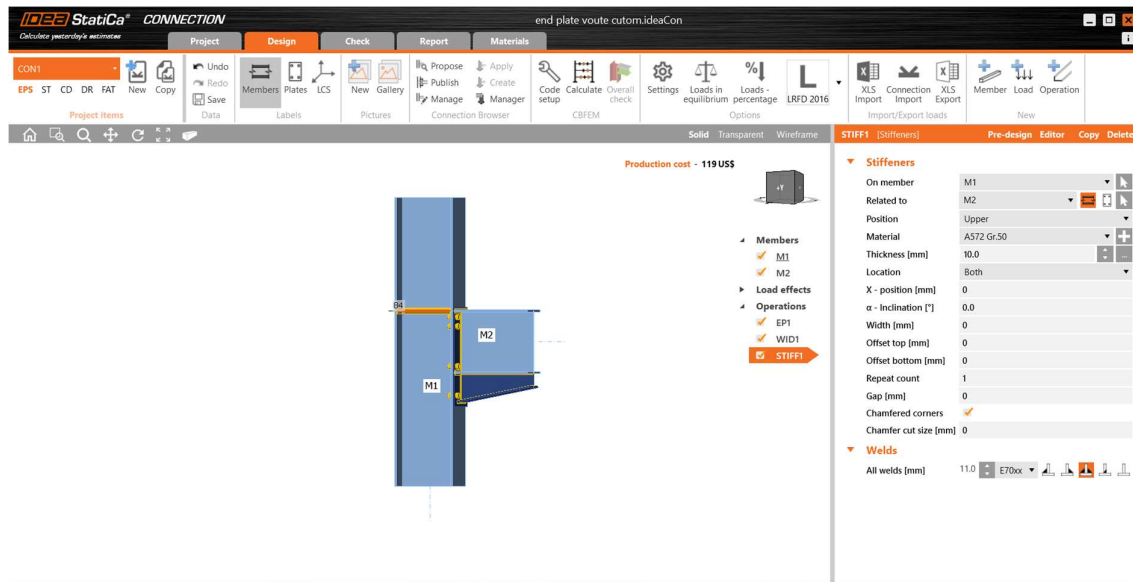 IDEA StatiCa® CONNECTION
Calculate yesterday's estimates
end plate voute cutom.ideaCon
Project Design Check Report Materials
CON1
EPS ST CD DR FAT
New Copy
Project items
Undo
Redo
Save
Data
Members Plates LCS
Labels
New Gallery
Pictures
Propose Apply
Publish Create
Manage Manager
Connection Browser
Code setup Calculate Overall check
CBFEM
Settings Loads in equilibrium Loads - percentage LRFD 2016
Options
XLS Import Connection Import XLS Export
Import/Export loads
Member Load Operation
New
Solid Transparent Wireframe
Production cost - 119 US$
+Y
Members
M1
M2
Load effects
Operations
EP1
WID1
STIFF1
B4
M2
M1
STIFF1 [Stiffeners] Pre-design Editor Copy Delete
Stiffeners
On member M1
Related to M2
Position Upper
Material A572 Gr.50
Thickness [mm] 10.0
Location Both
X - position [mm] 0
α - Inclination [°] 0.0
Width [mm] 0
Offset top [mm] 0
Offset bottom [mm] 0
Repeat count 1
Gap [mm] 0
Chamfered corners
Chamfer cut size [mm] 0
Welds
All welds [mm] 11.0 E70xx